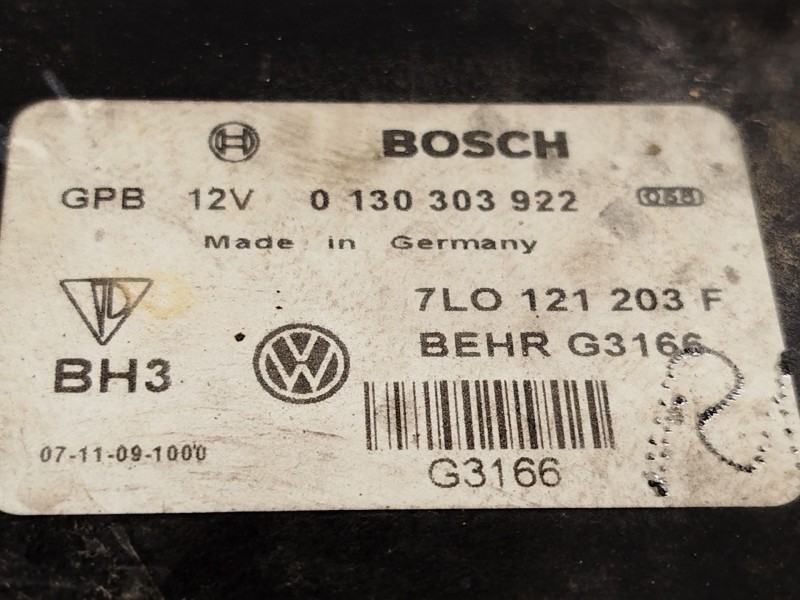 BOSCH
GPB 12V 0 130 303 922
Made in Germany
7LO 121 203 F
BEHR G3166
BH3
R
07-11-09-1000
G3166